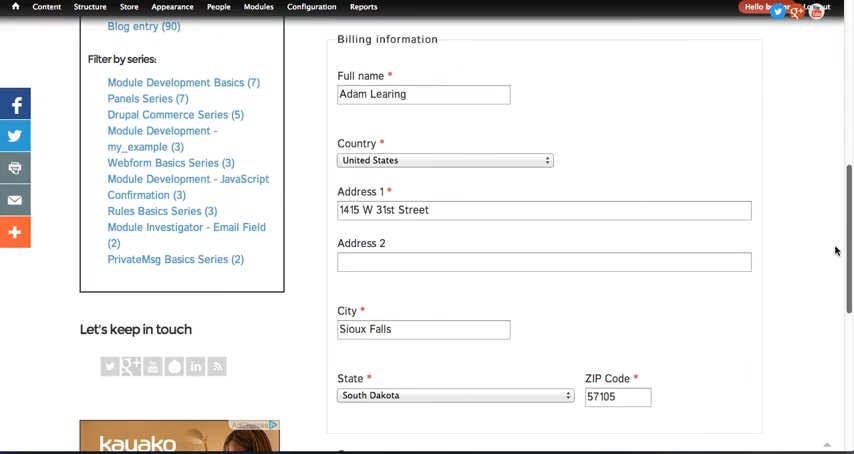 Content Structure Store Appearance People Modules Configuration Reports
Blog entry (90)
Filter by series:
Module Development Basics (7)
Panels Series (7)
Drupal Commerce Series (5)
Module Development -
my_example (3)
Webform Basics Series (3)
Module Development - JavaScript
Confirmation (3)
Rules Basics Series (3)
Module Investigator - Email Field
(2)
PrivateMsg Basics Series (2)
Let's keep in touch
AdChoices
kayako
Billing information
Full name *
Adam Learing
Country *
United States
Address 1 *
1415 W 31st Street
Address 2
City *
Sioux Falls
State *
South Dakota
ZIP Code *
57105